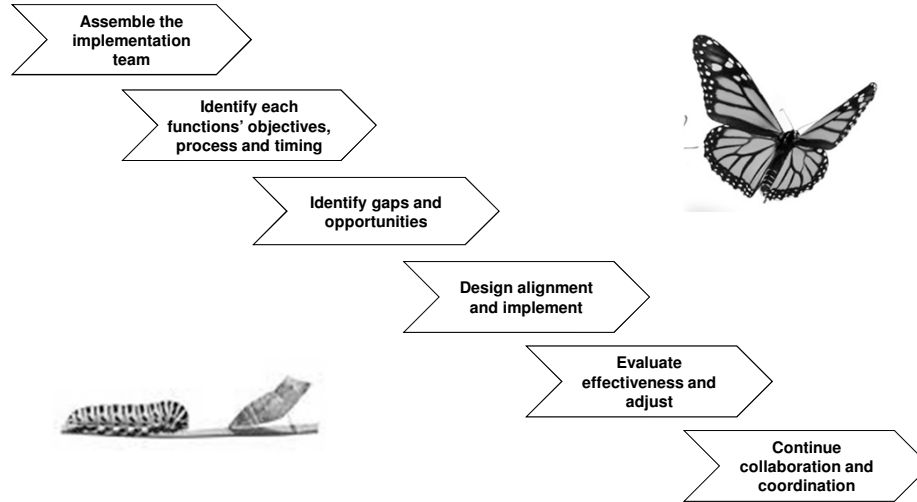 Assemble the
implementation
team
Identify each
functions’ objectives,
process and timing
Identify gaps and
opportunities
Design alignment
and implement
Evaluate
effectiveness and
adjust
Continue
collaboration and
coordination